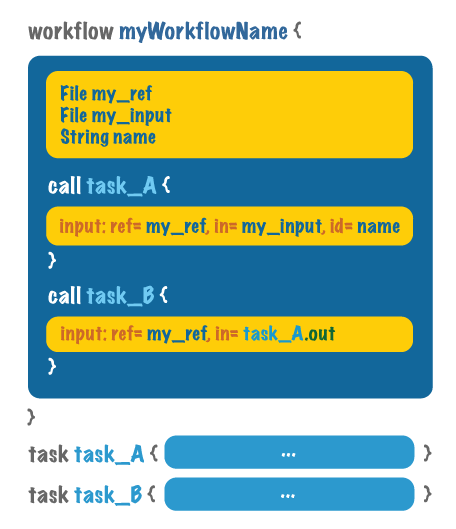 workflow myWorkflowName {
File my_ref
File my_input
String name
call task_A {
input: ref= my_ref, in= my_input, id= name
}
call task_B {
input: ref= my_ref, in= task_A.out
}
}
task task_A { ... }
task task_B { ... }